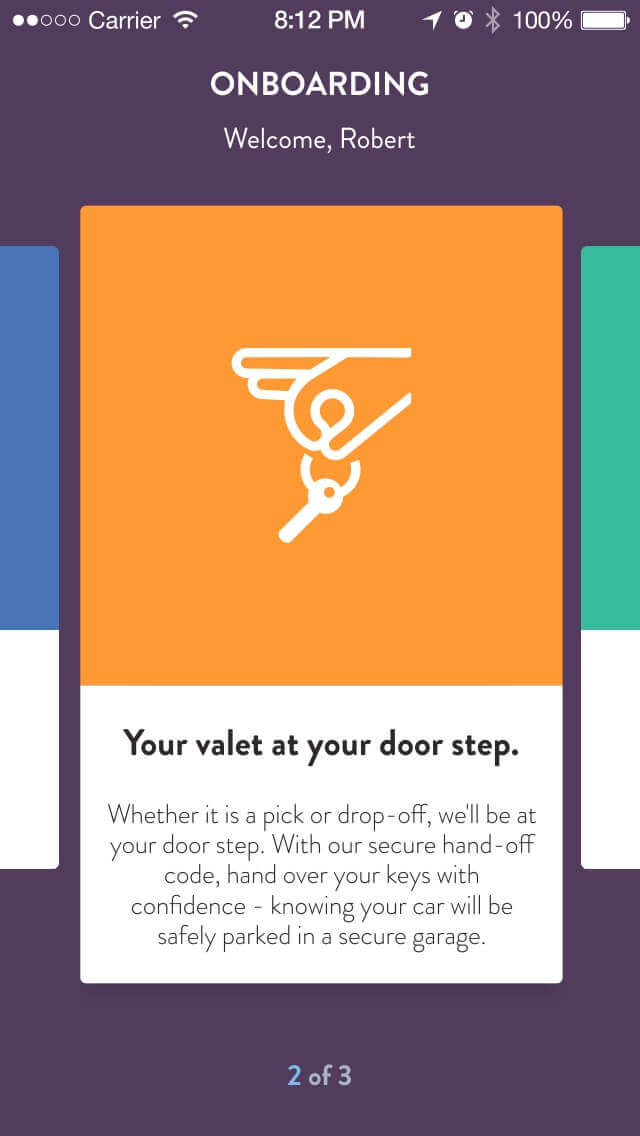 Carrier 8:12 PM 100%
ONBOARDING
Welcome, Robert
Your valet at your door step.
Whether it is a pick or drop-off, we'll be at
your door step. With our secure hand-off
code, hand over your keys with
confidence - knowing your car will be
safely parked in a secure garage.
2 of 3